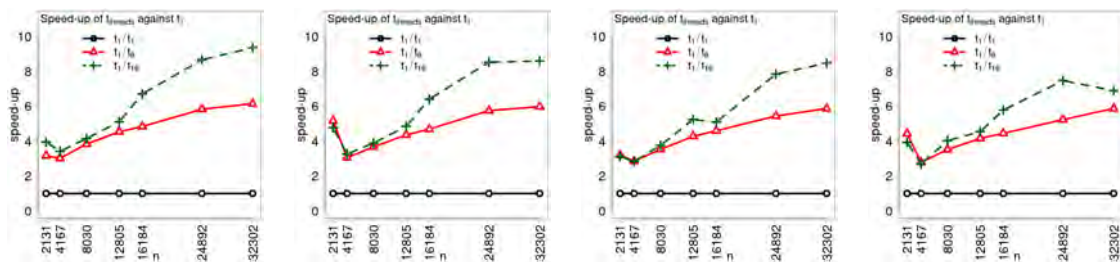 Speed-up of t_threads against t_1
10
8
6
4
2
0
speed-up
t_1/t_1
t_1/t_8
t_1/t_16
2131
4167
8030
12805
16184
24892
32302
n
Speed-up of t_threads against t_1
10
8
6
4
2
0
speed-up
t_1/t_1
t_1/t_8
t_1/t_16
2131
4167
8030
12805
16184
24892
32302
n
Speed-up of t_threads against t_1
10
8
6
4
2
0
speed-up
t_1/t_1
t_1/t_8
t_1/t_16
2131
4167
8030
12805
16184
24892
32302
n
Speed-up of t_threads against t_1
10
8
6
4
2
0
speed-up
t_1/t_1
t_1/t_8
t_1/t_16
2131
4167
8030
12805
16184
24892
32302
n